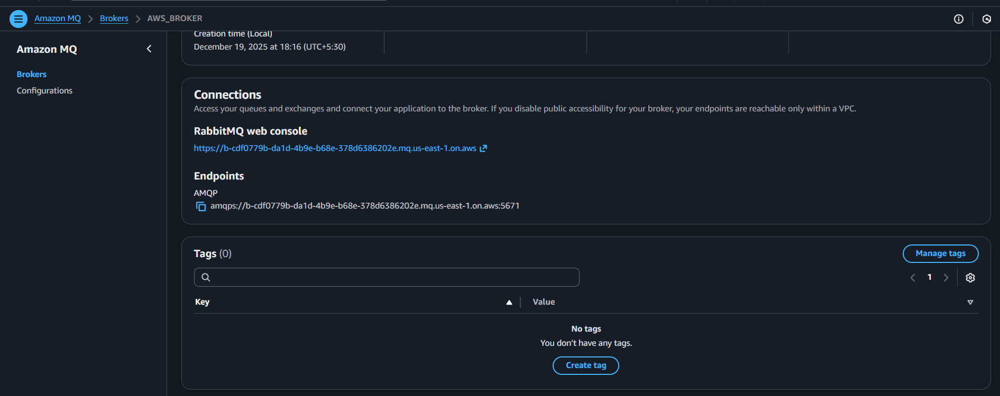 Amazon MQ > Brokers > AWS_BROKER
Amazon MQ
Brokers
Configurations
Creation time (Local)
December 19, 2025 at 18:16 (UTC+5:30)
Connections
Access your queues and exchanges and connect your application to the broker. If you disable public accessibility for your broker, your endpoints are reachable only within a VPC.
RabbitMQ web console
https://b-cdf0779b-da1d-4b9e-b68e-378d6386202e.mq.us-east-1.on.aws
Endpoints
AMQP
amqps://b-cdf0779b-da1d-4b9e-b68e-378d6386202e.mq.us-east-1.on.aws:5671
Tags (0)
Manage tags
1
Key
Value
No tags
You don't have any tags.
Create tag